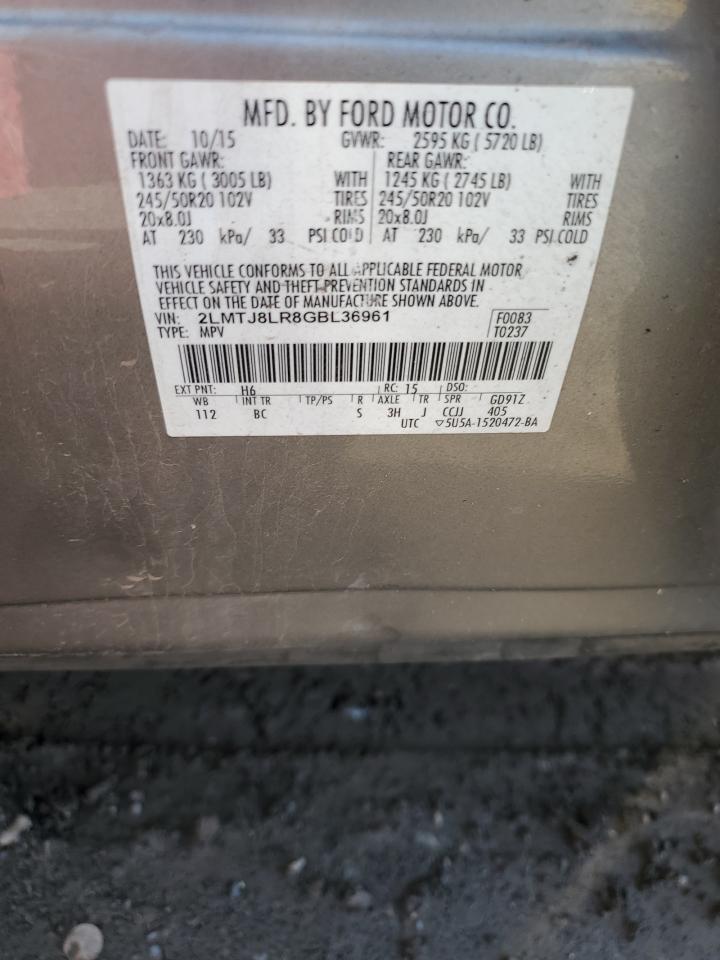 MFD. BY FORD MOTOR CO.
DATE: 10/15 GVWR: 2595 KG ( 5720 LB)
FRONT GAWR: REAR GAWR:
1363 KG ( 3005 LB) WITH 1245 KG ( 2745 LB) WITH
245/50R20 102V TIRES 245/50R20 102V TIRES
20x8.0J RIMS 20x8.0J RIMS
AT 230 kPa/ 33 PSI COLD AT 230 kPa/ 33 PSI COLD
THIS VEHICLE CONFORMS TO ALL APPLICABLE FEDERAL MOTOR
VEHICLE SAFETY AND THEFT PREVENTION STANDARDS IN
EFFECT ON THE DATE OF MANUFACTURE SHOWN ABOVE.
VIN: 2LMTJ8LR8GBL36961 F0083
TYPE: MPV T0237
EXT PNT: H6 RC: 15 DSO:
WB INT TR TP/PS R AXLE TR SPR GD91Z
112 BC S 3H J CCJJ 405
UTC ▽5U5A-1520472-BA